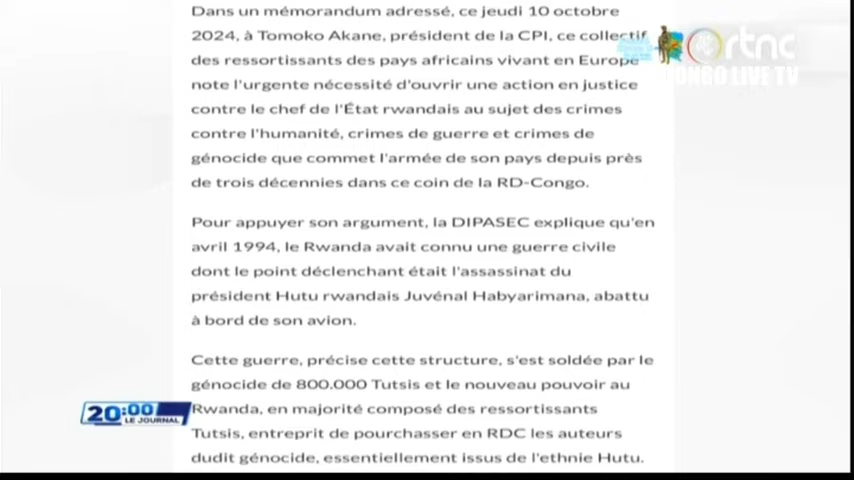 Dans un mémorandum adressé, ce jeudi 10 octobre
2024, à Tomoko Akane, président de la CPI, ce collectif
des ressortissants des pays africains vivant en Europe
note l'urgente nécessité d'ouvrir une action en justice
contre le chef de l'État rwandais au sujet des crimes
contre l'humanité, crimes de guerre et crimes de
génocide que commet l'armée de son pays depuis près
de trois décennies dans ce coin de la RD-Congo.
Pour appuyer son argument, la DIPASEC explique qu'en
avril 1994, le Rwanda avait connu une guerre civile
dont le point déclenchant était l'assassinat du
président Hutu rwandais Juvénal Habyarimana, abattu
à bord de son avion.
Cette guerre, précise cette structure, s'est soldée par le
génocide de 800.000 Tutsis et le nouveau pouvoir au
Rwanda, en majorité composé des ressortissants
Tutsis, entreprit de pourchasser en RDC les auteurs
dudit génocide, essentiellement issus de l'ethnie Hutu.
rtnc
CONGO LIVE TV
20:00
LE JOURNAL